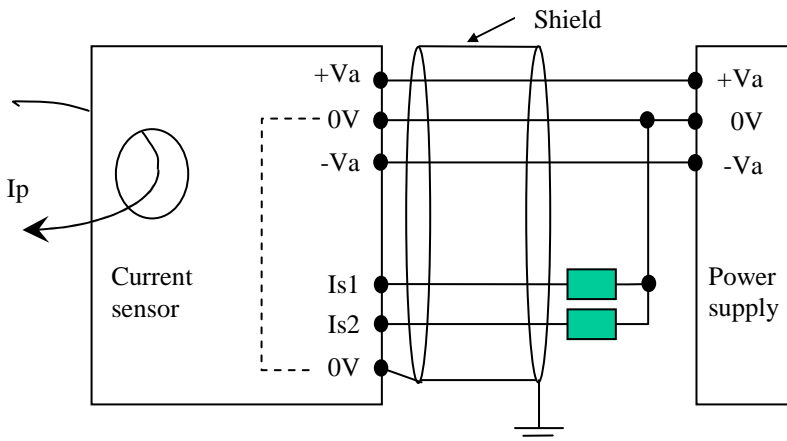 Shield
+Va
0V
-Va
Ip
Current
sensor
Is1
Is2
0V
+Va
0V
-Va
Power
supply